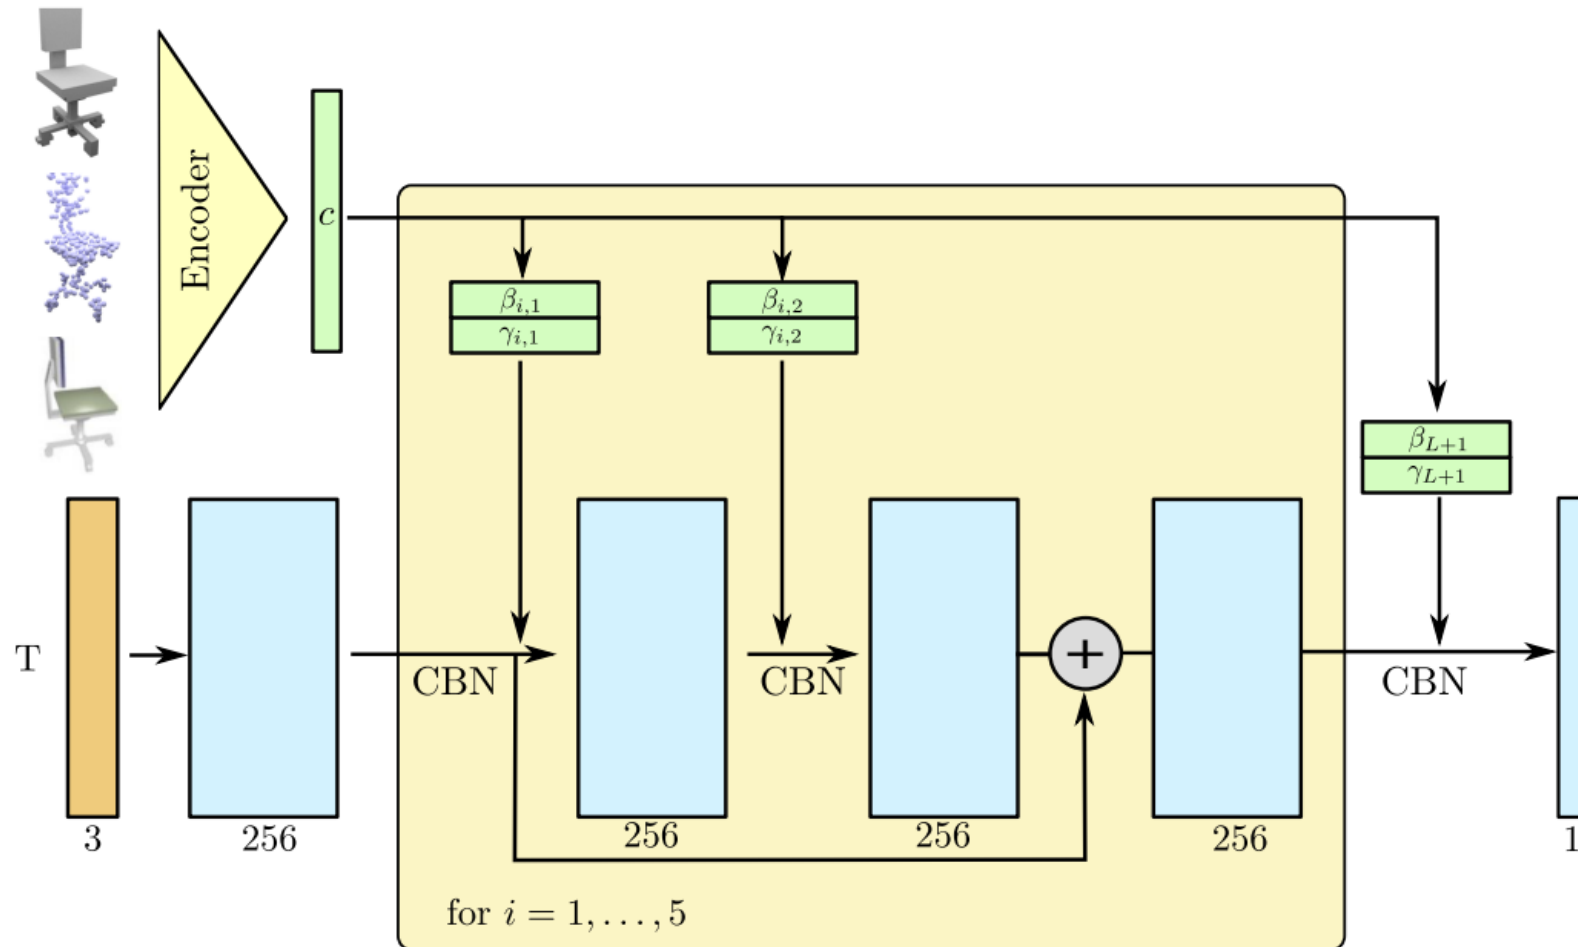 Encoder
c
β_{i,1}
γ_{i,1}
β_{i,2}
γ_{i,2}
β_{L+1}
γ_{L+1}
T
CBN
CBN
CBN
3
256
256
256
256
1
for i = 1, . . . , 5